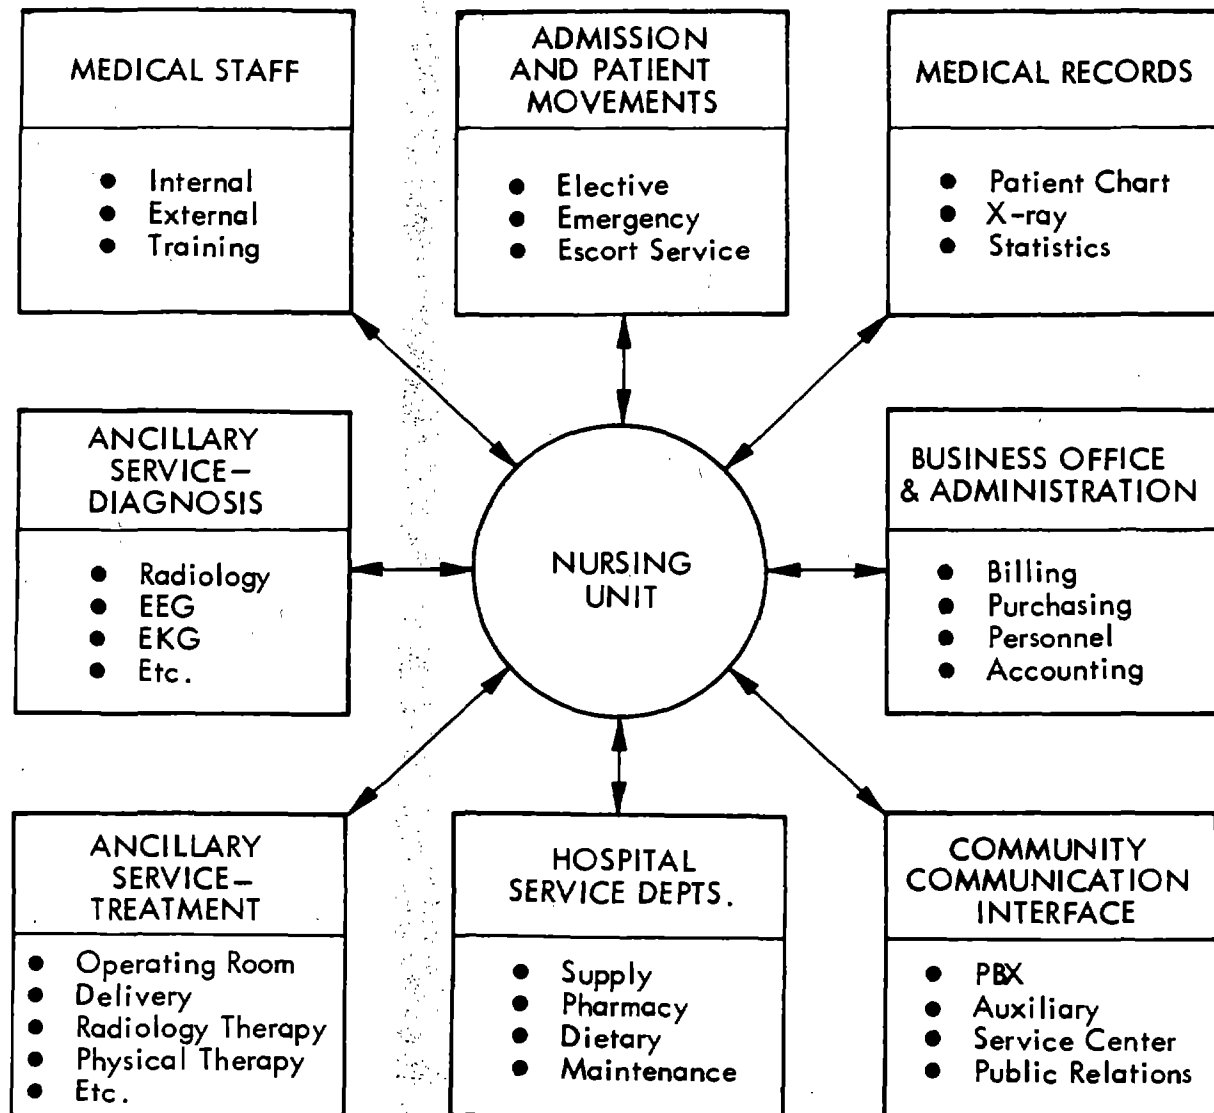 MEDICAL STAFF
• Internal
• External
• Training
ADMISSION
AND PATIENT
MOVEMENTS
• Elective
• Emergency
• Escort Service
MEDICAL RECORDS
• Patient Chart
• X-ray
• Statistics
ANCILLARY
SERVICE-
DIAGNOSIS
• Radiology
• EEG
• EKG
• Etc.
NURSING
UNIT
BUSINESS OFFICE
& ADMINISTRATION
• Billing
• Purchasing
• Personnel
• Accounting
ANCILLARY
SERVICE-
TREATMENT
• Operating Room
• Delivery
• Radiology Therapy
• Physical Therapy
• Etc.
HOSPITAL
SERVICE DEPTS.
• Supply
• Pharmacy
• Dietary
• Maintenance
COMMUNITY
COMMUNICATION
INTERFACE
• PBX
• Auxiliary
• Service Center
• Public Relations